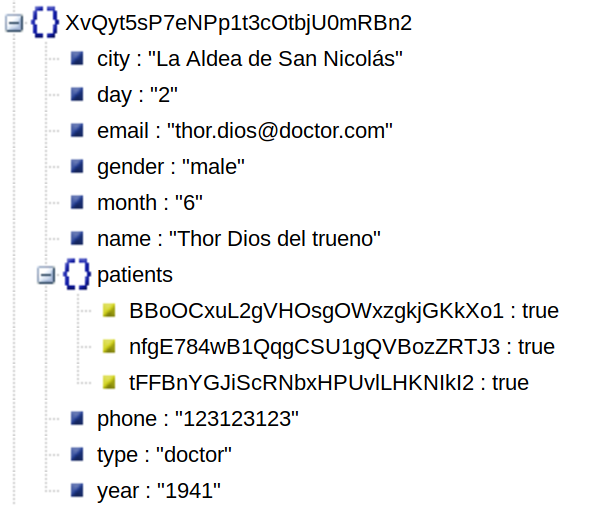 XvQyt5sP7eNPp1t3cOtbjU0mRBn2
city : "La Aldea de San Nicolás"
day : "2"
email : "thor.dios@doctor.com"
gender : "male"
month : "6"
name : "Thor Dios del trueno"
patients
BBoOCxuL2gVHOsgOWxzgkjGKkXo1 : true
nfgE784wB1QqgCSU1gQVBozZRTJ3 : true
tFFBnYGJiScRNbxHPUvlLHKNIkI2 : true
phone : "123123123"
type : "doctor"
year : "1941"